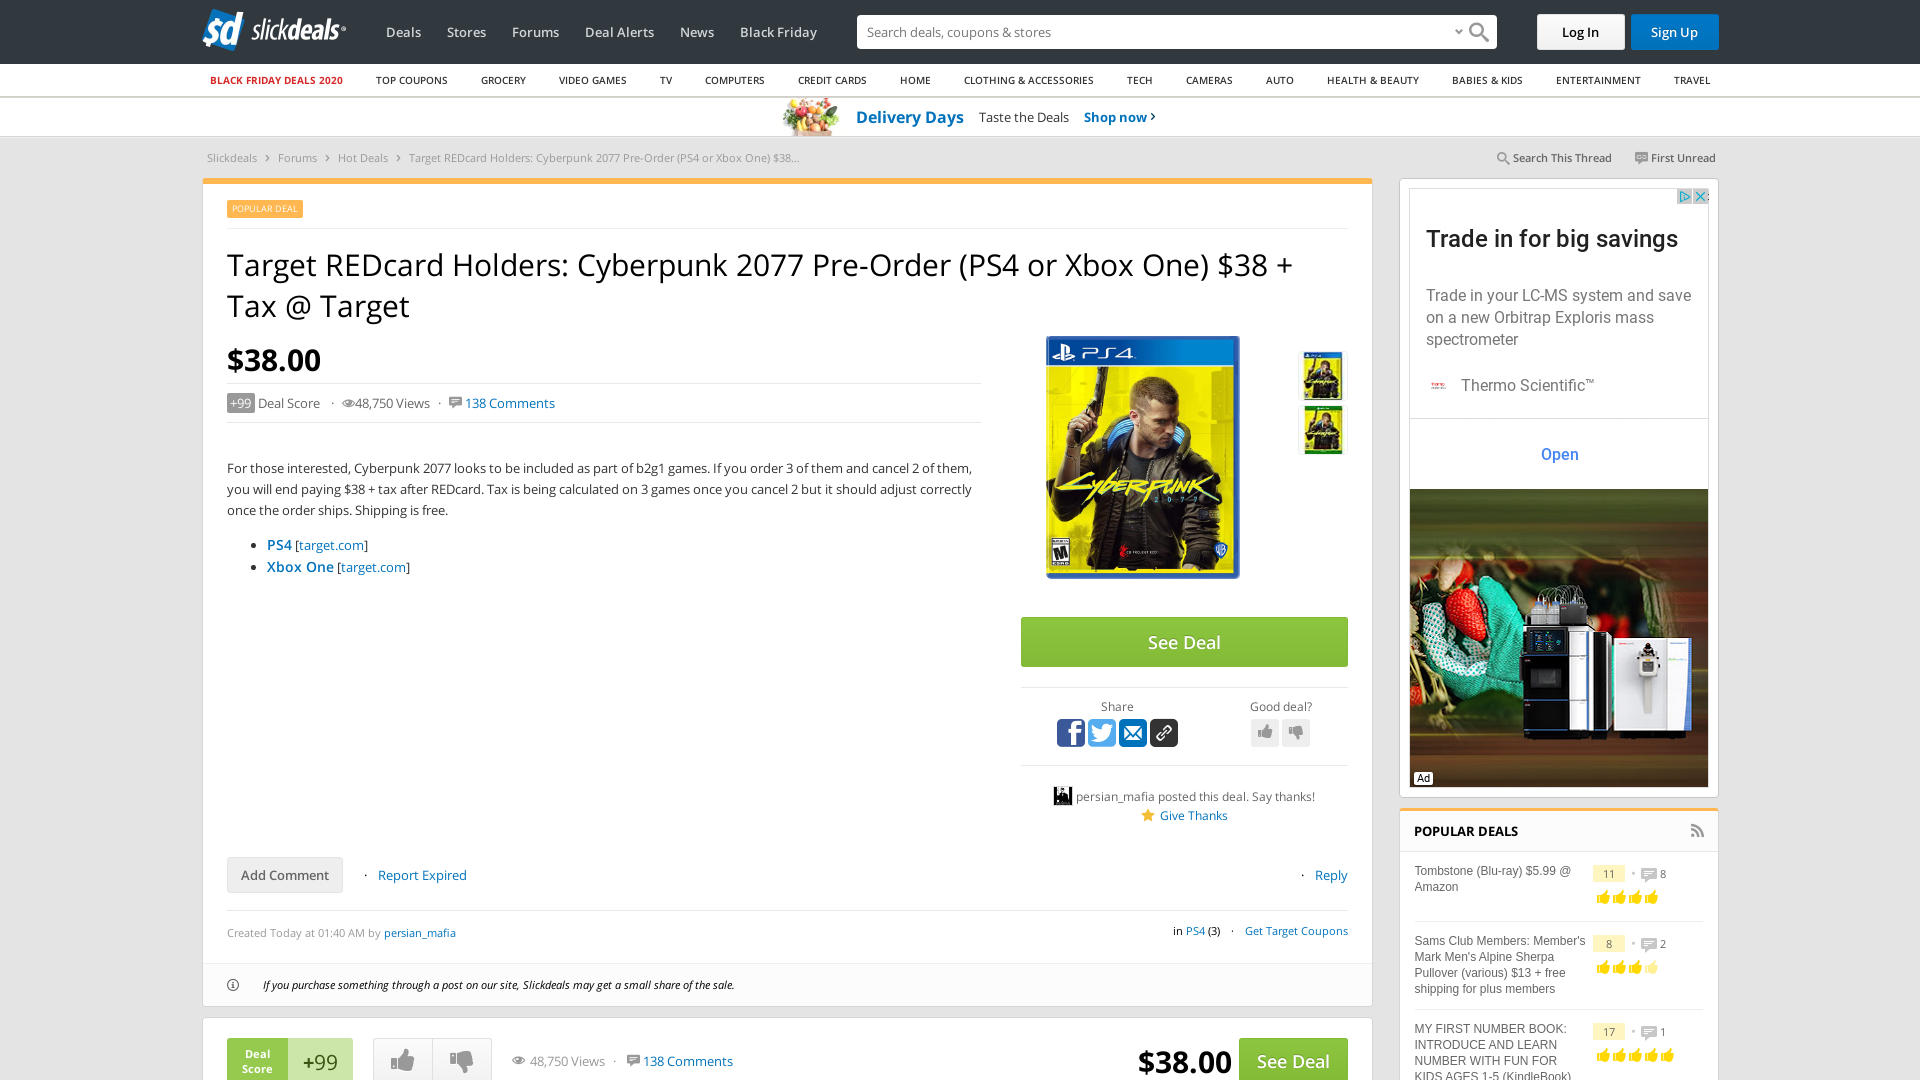 sd slickdeals
Deals
Stores
Forums
Deal Alerts
News
Black Friday
Search deals, coupons & stores
Log In
Sign Up
BLACK FRIDAY DEALS 2020
TOP COUPONS
GROCERY
VIDEO GAMES
TV
COMPUTERS
CREDIT CARDS
HOME
CLOTHING & ACCESSORIES
TECH
CAMERAS
AUTO
HEALTH & BEAUTY
BABIES & KIDS
ENTERTAINMENT
TRAVEL
Delivery Days Taste the Deals Shop now ›
Slickdeals › Forums › Hot Deals › Target REDcard Holders: Cyberpunk 2077 Pre-Order (PS4 or Xbox One) $38...
Search This Thread
First Unread
POPULAR DEAL
Target REDcard Holders: Cyberpunk 2077 Pre-Order (PS4 or Xbox One) $38 +
Tax @ Target
$38.00
+99 Deal Score · 48,750 Views · 138 Comments
For those interested, Cyberpunk 2077 looks to be included as part of b2g1 games. If you order 3 of them and cancel 2 of them,
you will end paying $38 + tax after REDcard. Tax is being calculated on 3 games once you cancel 2 but it should adjust correctly
once the order ships. Shipping is free.
• PS4 [target.com]
• Xbox One [target.com]
PS4
Cyberpunk
2077
M
CD PROJEKT RED
See Deal
Share
Good deal?
persian_mafia posted this deal. Say thanks!
Give Thanks
Add Comment
· Report Expired
· Reply
Created Today at 01:40 AM by persian_mafia
in PS4 (3) · Get Target Coupons
If you purchase something through a post on our site, Slickdeals may get a small share of the sale.
Deal
Score
+99
48,750 Views · 138 Comments
$38.00
See Deal
Trade in for big savings
Trade in your LC-MS system and save
on a new Orbitrap Exploris mass
spectrometer
Thermo Scientific™
Open
Ad
POPULAR DEALS
Tombstone (Blu-ray) $5.99 @
Amazon
11 • 8
Sams Club Members: Member's
Mark Men's Alpine Sherpa
Pullover (various) $13 + free
shipping for plus members
8 • 2
MY FIRST NUMBER BOOK:
INTRODUCE AND LEARN
NUMBER WITH FUN FOR
KIDS AGES 1-5 (KindleBook)
17 • 1